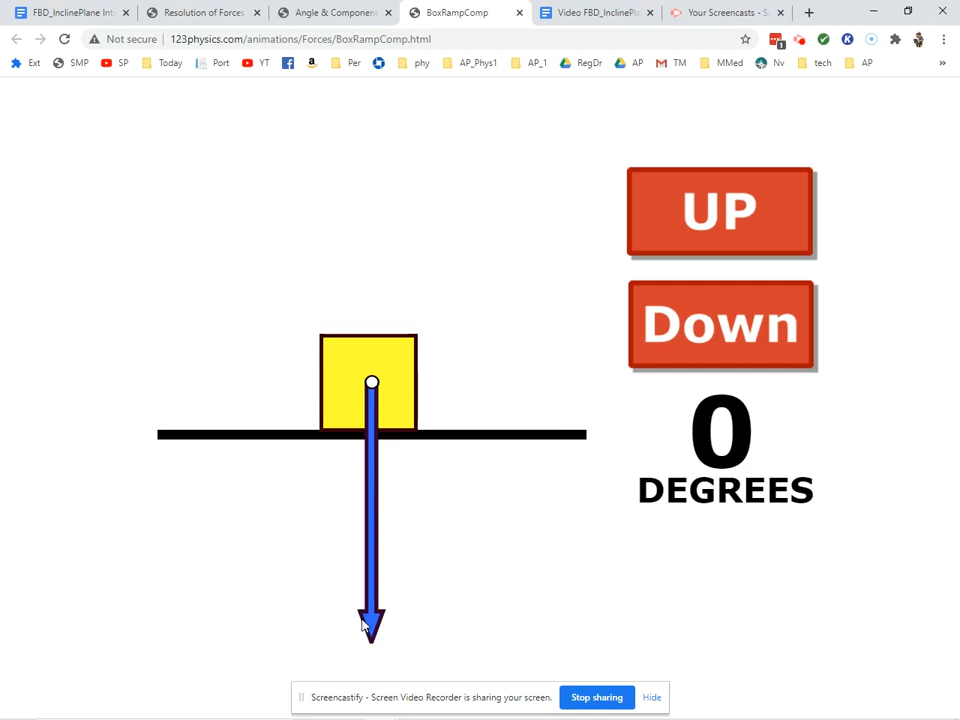 FBD_InclinePlane Int
Resolution of Forces
Angle & Component
BoxRampComp
Video FBD_InclinePla
Your Screencasts - S
Not secure 123physics.com/animations/Forces/BoxRampComp.html
Ext SMP SP Today Port YT Per phy AP_Phys1 AP_1 RegDr AP TM MMed Nv tech AP »
UP
Down
0
DEGREES
Screencastify - Screen Video Recorder is sharing your screen. Stop sharing Hide